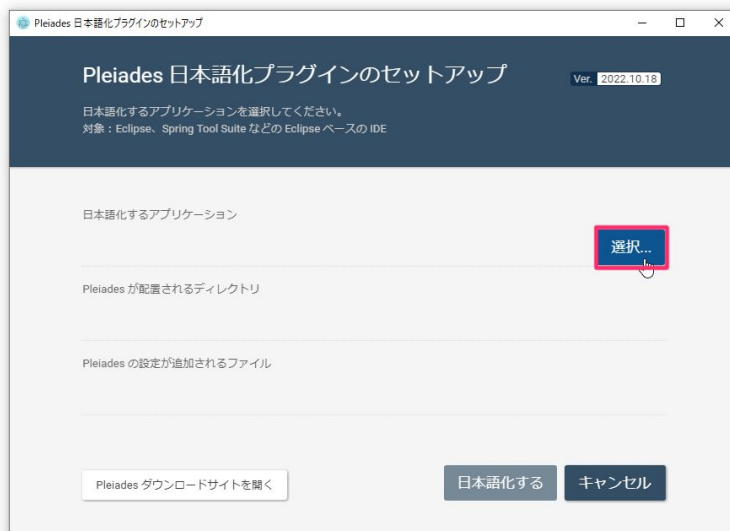 Pleiades 日本語化プラグインのセットアップ
Pleiades 日本語化プラグインのセットアップ
Ver. 2022.10.18
日本語化するアプリケーションを選択してください。
対象：Eclipse、Spring Tool Suite などの Eclipse ベースの IDE
日本語化するアプリケーション
選択...
Pleiades が配置されるディレクトリ
Pleiades の設定が追加されるファイル
Pleiades ダウンロードサイトを開く
日本語化する
キャンセル